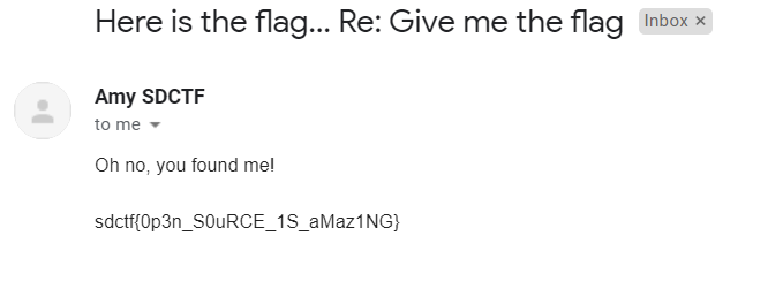 Here is the flag... Re: Give me the flag Inbox ×
Amy SDCTF
to me
Oh no, you found me!
sdctf{0p3n_S0uRCE_1S_aMaz1NG}